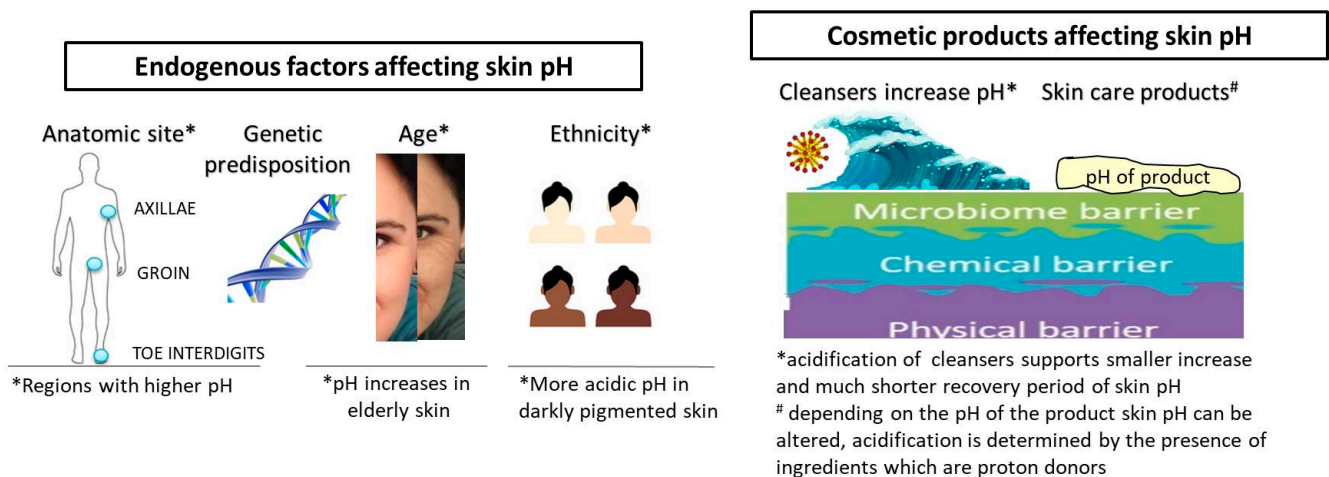 Endogenous factors affecting skin pH
Anatomic site*
Genetic
predisposition
Age*
Ethnicity*
AXILLAE
GROIN
TOE INTERDIGITS
*Regions with higher pH
*pH increases in
elderly skin
*More acidic pH in
darkly pigmented skin
Cosmetic products affecting skin pH
Cleansers increase pH*
Skin care products#
pH of product
Microbiome barrier
Chemical barrier
Physical barrier
*acidification of cleansers supports smaller increase
and much shorter recovery period of skin pH
# depending on the pH of the product skin pH can be
altered, acidification is determined by the presence of
ingredients which are proton donors